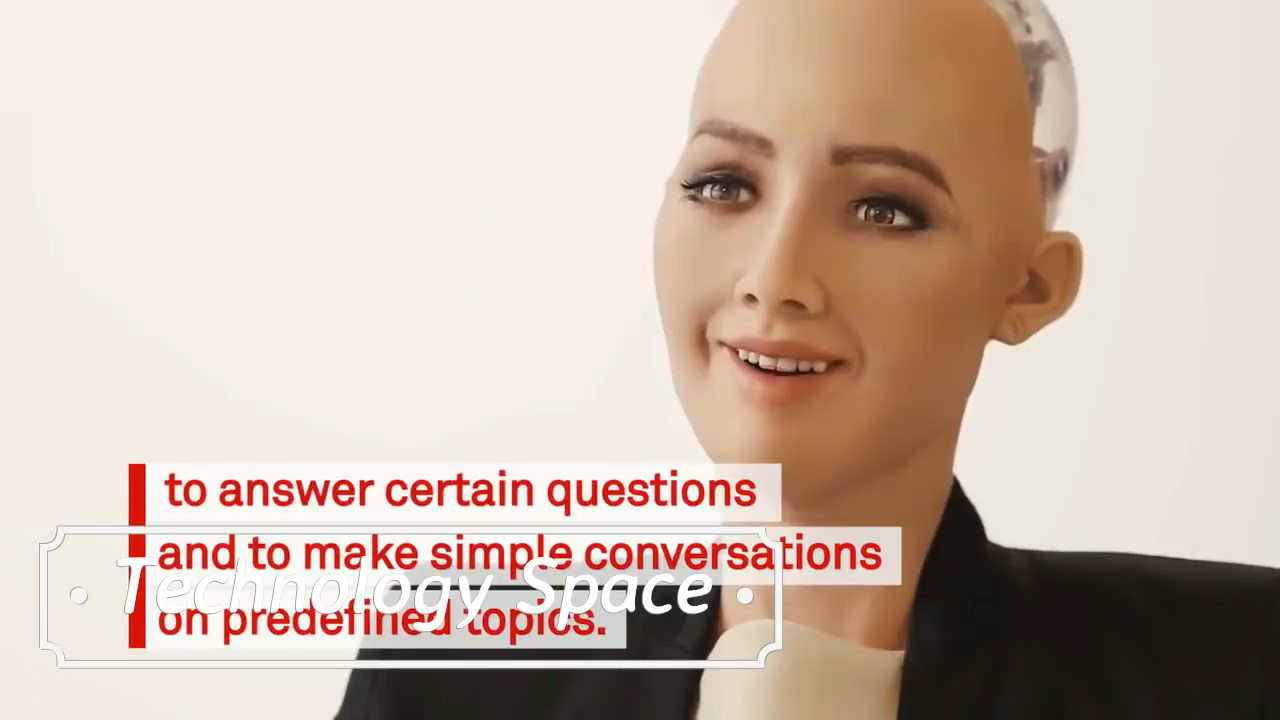 to answer certain questions
and to make simple conversations
on predefined topics.
Technology Space